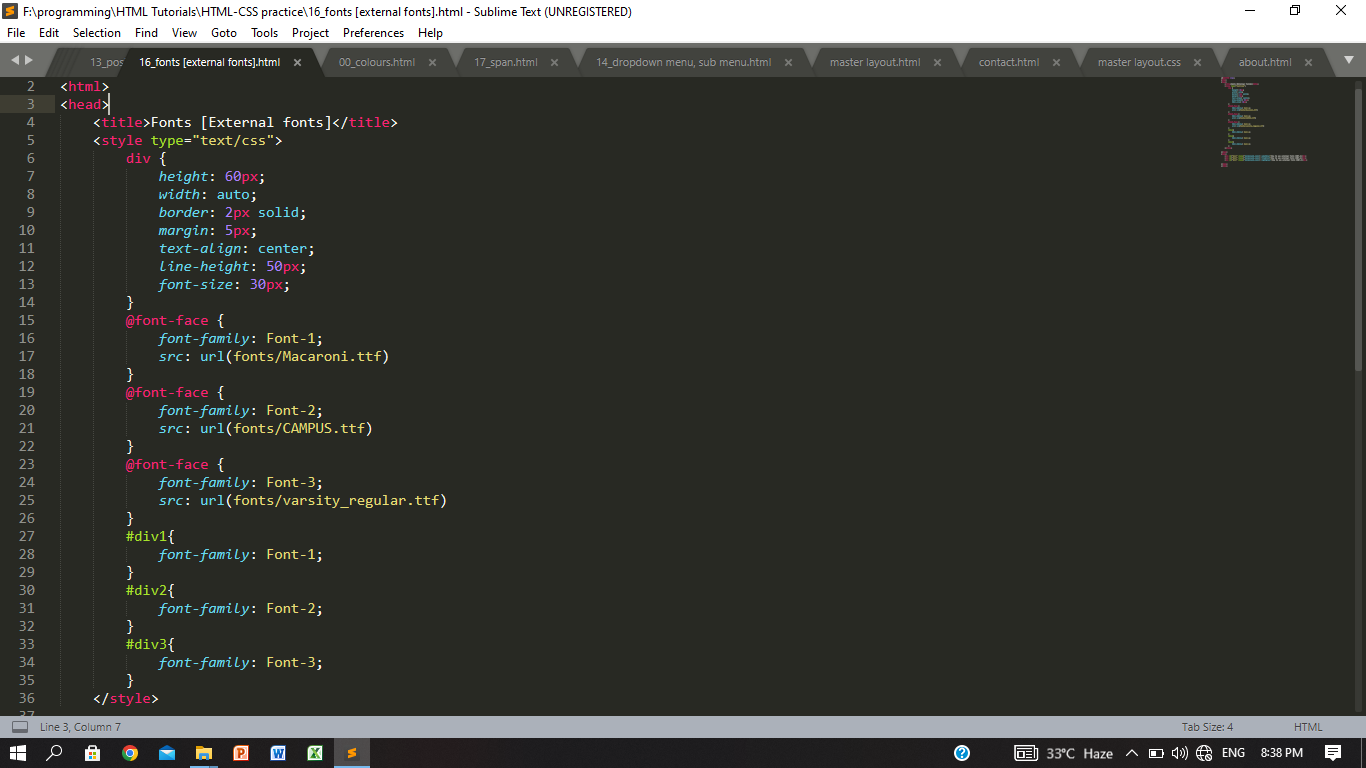 F:\programming\HTML Tutorials\HTML-CSS practice\16_fonts [external fonts].html - Sublime Text (UNREGISTERED)
File Edit Selection Find View Goto Tools Project Preferences Help
13_pos 16_fonts [external fonts].html 00_colours.html 17_span.html 14_dropdown menu, sub menu.html master layout.html contact.html master layout.css about.html
2 <html>
3 <head>
4 <title>Fonts [External fonts]</title>
5 <style type="text/css">
6 div {
7 height: 60px;
8 width: auto;
9 border: 2px solid;
10 margin: 5px;
11 text-align: center;
12 line-height: 50px;
13 font-size: 30px;
14 }
15 @font-face {
16 font-family: Font-1;
17 src: url(fonts/Macaroni.ttf)
18 }
19 @font-face {
20 font-family: Font-2;
21 src: url(fonts/CAMPUS.ttf)
22 }
23 @font-face {
24 font-family: Font-3;
25 src: url(fonts/varsity_regular.ttf)
26 }
27 #div1{
28 font-family: Font-1;
29 }
30 #div2{
31 font-family: Font-2;
32 }
33 #div3{
34 font-family: Font-3;
35 }
36 </style>
37
Line 3, Column 7 Tab Size: 4 HTML
33°C Haze ENG 8:38 PM